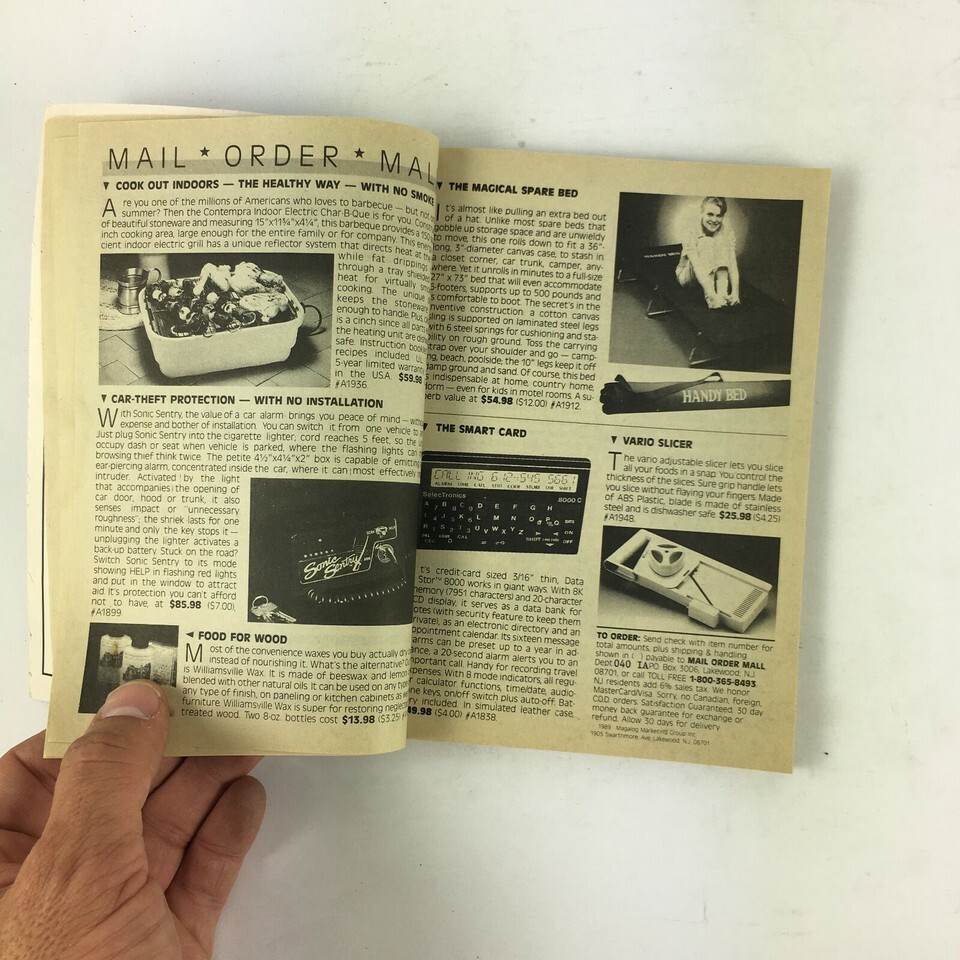 MAIL ★ ORDER ★ MAL
▼ COOK OUT INDOORS — THE HEALTHY WAY — WITH NO SMOKE
Are you one of the millions of Americans who loves to barbecue — but not
summer? Then the Contempra Indoor Electric Char-B-Que is for you.
of beautiful stoneware and measuring 15"x11¾"x4¼", this barbecue provides a
inch cooking area, large enough for the entire family or for company. This
cient indoor electric grill has a unique reflector system that directs heat at
while fat drippings
through a tray shielded
heat for virtually
cooking. The unique
keeps the stoneware
enough to handle. Plus,
is a cinch since all parts
the heating unit are
safe. Instruction
recipes included.
5-year limited warranty
in the U.S.A. $59.98
#A1936.
▼ CAR-THEFT PROTECTION — WITH NO INSTALLATION
With Sonic Sentry, the value of a car alarm brings you peace of mind —
expense and bother of installation. You can switch it from one vehicle to
Just plug Sonic Sentry into the cigarette lighter, cord reaches 5 feet, so the
occupy dash or seat when vehicle is parked, where the flashing lights can
browsing thief think twice. The petite 4½"x4¼"x2" box is capable of emitting
ear-piercing alarm, concentrated inside the car, where it can most effectively
intruder. Activated by the light
that accompanies the opening of
car door, hood or trunk, it also
senses impact or "unnecessary
roughness"; the shriek lasts for one
minute and only the key stops it —
unplugging the lighter activates a
back-up battery. Stuck on the road?
Switch Sonic Sentry to its mode
showing HELP in flashing red lights
and put in the window to attract
aid. It's protection you can't afford
not to have, at $85.98 ($7.00),
#A1899.
Sonic
Sentry
◄ FOOD FOR WOOD
Most of the convenience waxes you buy actually dry
instead of nourishing it. What's the alternative?
is Williamsville Wax. It is made of beeswax and lemon
blended with other natural oils. It can be used on any
any type of finish, on paneling or kitchen cabinets as
furniture. Williamsville Wax is super for restoring
treated wood. Two 8-oz. bottles cost $13.98 ($3.25)
▼ THE MAGICAL SPARE BED
It's almost like pulling an extra bed out
of a hat. Unlike most spare beds that
gobble up storage space and are unwieldy
to move, this one rolls down to fit a 36"-
long, 3"-diameter canvas case, to stash in
a closet corner, car trunk, camper, any-
where. Yet it unrolls in minutes to a full-size
27" x 73" bed that will even accommodate
6-footers, supports up to 500 pounds and
is comfortable to boot. The secret's in the
inventive construction: a cotton canvas
is supported on laminated steel legs
with 6 steel springs for cushioning and sta-
bility on rough ground. Toss the carrying
strap over your shoulder and go — camp-
ing, beach, poolside, the 10" legs keep it off
damp ground and sand. Of course, this bed
is indispensable at home, country home,
dorm — even for kids in motel rooms. A su-
perb value at $54.98 ($12.00) #A1912.
HANDY BED
▼ THE SMART CARD
CALLING 612-545 5661
SelecTronics
8000 C
It's credit-card sized 3/16" thin, Data
Stor™ 8000 works in giant ways. With 8K
memory (7951 characters) and 20-character
LCD display, it serves as a data bank for
notes (with security feature to keep them
private), as an electronic directory and an
appointment calendar. Its sixteen message
alarms can be preset up to a year in ad-
vance; a 20-second alarm alerts you to an
important call. Handy for recording travel
expenses. With 8 mode indicators, all regu-
calculator functions, time/date, audio-
tone keys, on/off switch plus auto-off. Bat-
tery included. In simulated leather case,
$49.98 ($4.00) #A1838.
▼ VARIO SLICER
The vario adjustable slicer lets you slice
all your foods in a snap. You control the
thickness of the slices. Sure grip handle lets
you slice without flaying your fingers. Made
of ABS Plastic, blade is made of stainless
steel and is dishwasher safe. $25.98 ($4.25)
#A1948.
TO ORDER: Send check with item number for
total amounts, plus shipping & handling
shown in ( ) payable to MAIL ORDER MALL
Dept 040 IA PO Box 3006, Lakewood, NJ
08701, or call TOLL FREE 1-800-365-8493.
NJ residents add 6% sales tax. We honor
MasterCard/Visa. Sorry, no Canadian, foreign,
COD. orders. Satisfaction Guaranteed. 30 day
money back guarantee for exchange or
refund. Allow 30 days for delivery.
1989 Magalog Marketing Group Inc.
1905 Swarthmore Ave. Lakewood, NJ. 08701